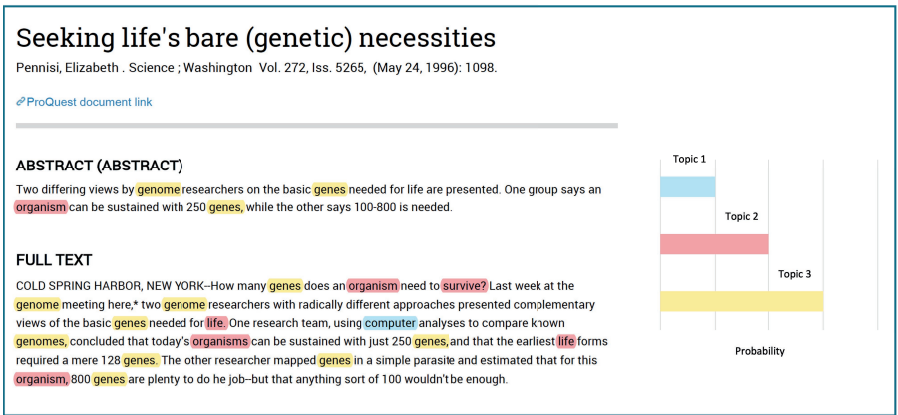 Seeking life's bare (genetic) necessities
Pennisi, Elizabeth . Science ; Washington Vol. 272, Iss. 5265, (May 24, 1996): 1098.
ProQuest document link
ABSTRACT (ABSTRACT)
Two differing views by genome researchers on the basic genes needed for life are presented. One group says an
organism can be sustained with 250 genes, while the other says 100-800 is needed.
FULL TEXT
COLD SPRING HARBOR, NEW YORK--How many genes does an organism need to survive? Last week at the
genome meeting here,* two gerome researchers with radically different approaches presented complementary
views of the basic genes needed for life. One research team, using computer analyses to compare known
genomes, concluded that today's organisms can be sustained with just 250 genes, and that the earliest life forms
required a mere 128 genes. The other researcher mapped genes in a simple parasite and estimated that for this
organism, 800 genes are plenty to do he job--but that anything sort of 100 wouldn't be enough.
Topic 1
Topic 2
Topic 3
Probability